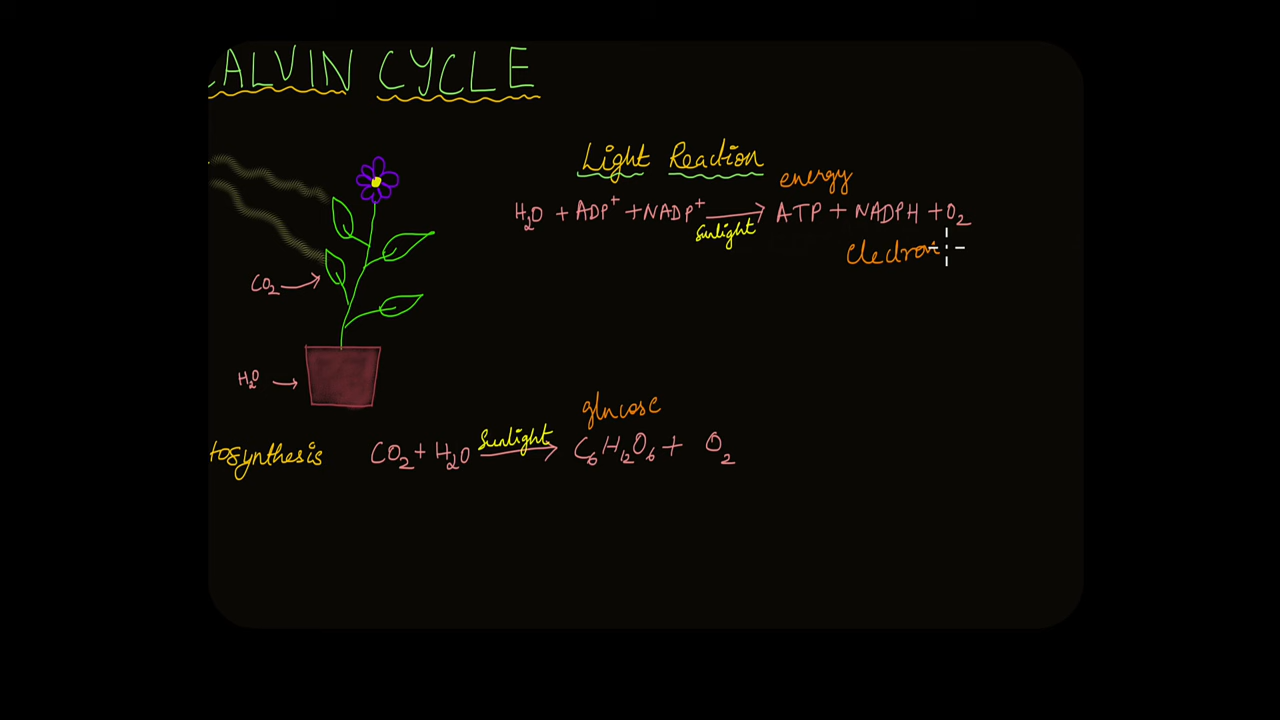 CALVIN CYCLE
Light Reaction
energy
H₂O + ADP⁺ + NADP⁺ → ATP + NADPH + O₂
Sunlight
Electron
CO₂ →
H₂O →
glucose
tosynthesis CO₂ + H₂O Sunlight → C₆H₁₂O₆ + O₂